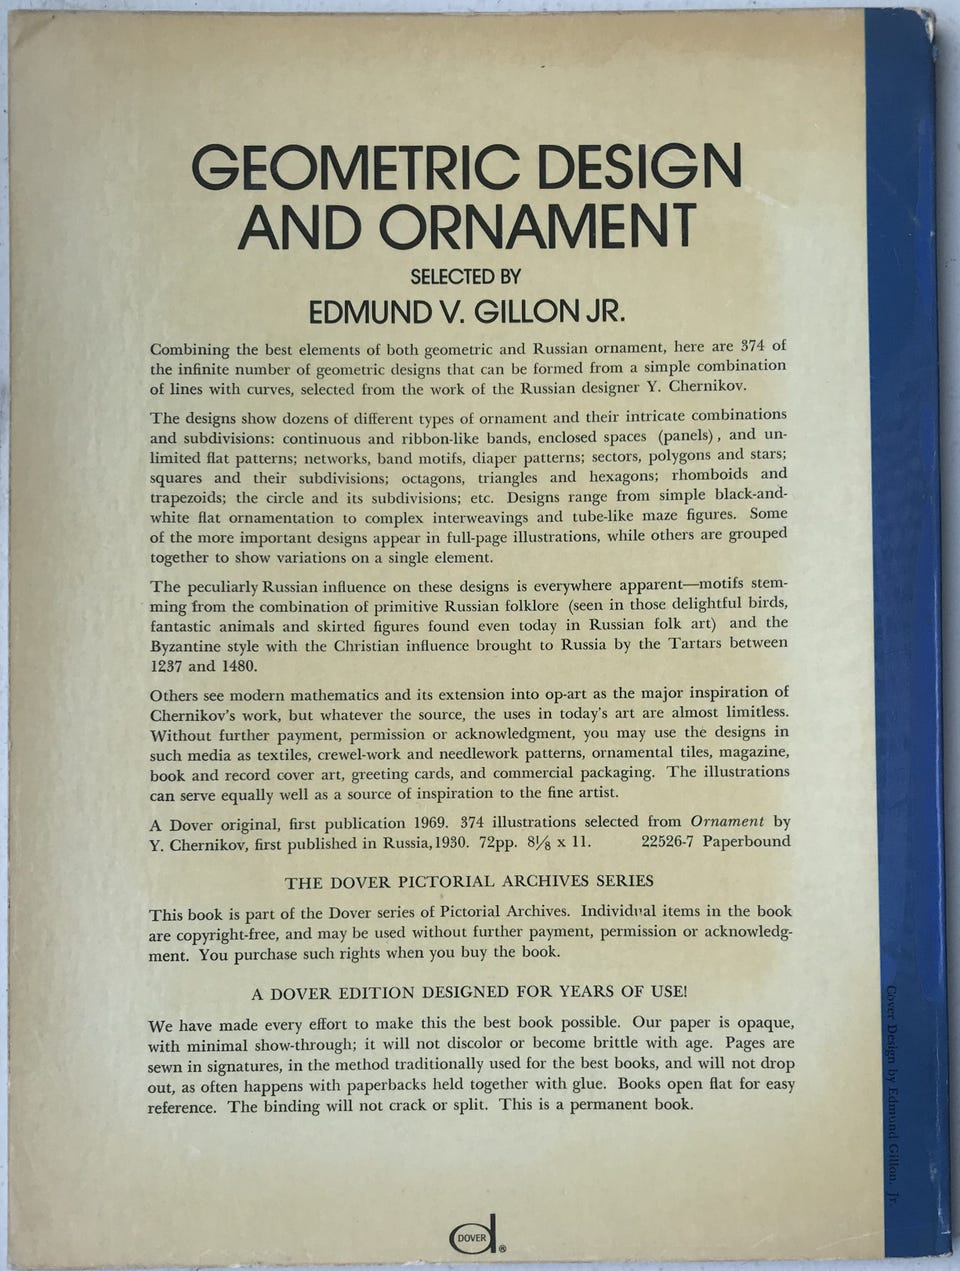 GEOMETRIC DESIGN
AND ORNAMENT
SELECTED BY
EDMUND V. GILLON JR.
Combining the best elements of both geometric and Russian ornament, here are 374 of
the infinite number of geometric designs that can be formed from a simple combination
of lines with curves, selected from the work of the Russian designer Y. Chernikov.
The designs show dozens of different types of ornament and their intricate combinations
and subdivisions: continuous and ribbon-like bands, enclosed spaces (panels), and un-
limited flat patterns; networks, band motifs, diaper patterns; sectors, polygons and stars;
squares and their subdivisions; octagons, triangles and hexagons; rhomboids and
trapezoids; the circle and its subdivisions; etc. Designs range from simple black-and-
white flat ornamentation to complex interweavings and tube-like maze figures. Some
of the more important designs appear in full-page illustrations, while others are grouped
together to show variations on a single element.
The peculiarly Russian influence on these designs is everywhere apparent—motifs stem-
ming from the combination of primitive Russian folklore (seen in those delightful birds,
fantastic animals and skirted figures found even today in Russian folk art) and the
Byzantine style with the Christian influence brought to Russia by the Tartars between
1237 and 1480.
Others see modern mathematics and its extension into op-art as the major inspiration of
Chernikov's work, but whatever the source, the uses in today's art are almost limitless.
Without further payment, permission or acknowledgment, you may use the designs in
such media as textiles, crewel-work and needlework patterns, ornamental tiles, magazine,
book and record cover art, greeting cards, and commercial packaging. The illustrations
can serve equally well as a source of inspiration to the fine artist.
A Dover original, first publication 1969. 374 illustrations selected from Ornament by
Y. Chernikov, first published in Russia, 1930. 72pp. 8⅛ x 11. 22526-7 Paperbound
THE DOVER PICTORIAL ARCHIVES SERIES
This book is part of the Dover series of Pictorial Archives. Individual items in the book
are copyright-free, and may be used without further payment, permission or acknowledg-
ment. You purchase such rights when you buy the book.
A DOVER EDITION DESIGNED FOR YEARS OF USE!
We have made every effort to make this the best book possible. Our paper is opaque,
with minimal show-through; it will not discolor or become brittle with age. Pages are
sewn in signatures, in the method traditionally used for the best books, and will not drop
out, as often happens with paperbacks held together with glue. Books open flat for easy
reference. The binding will not crack or split. This is a permanent book.
DOVER ®
Cover Design by Edmund Gillon, Jr.